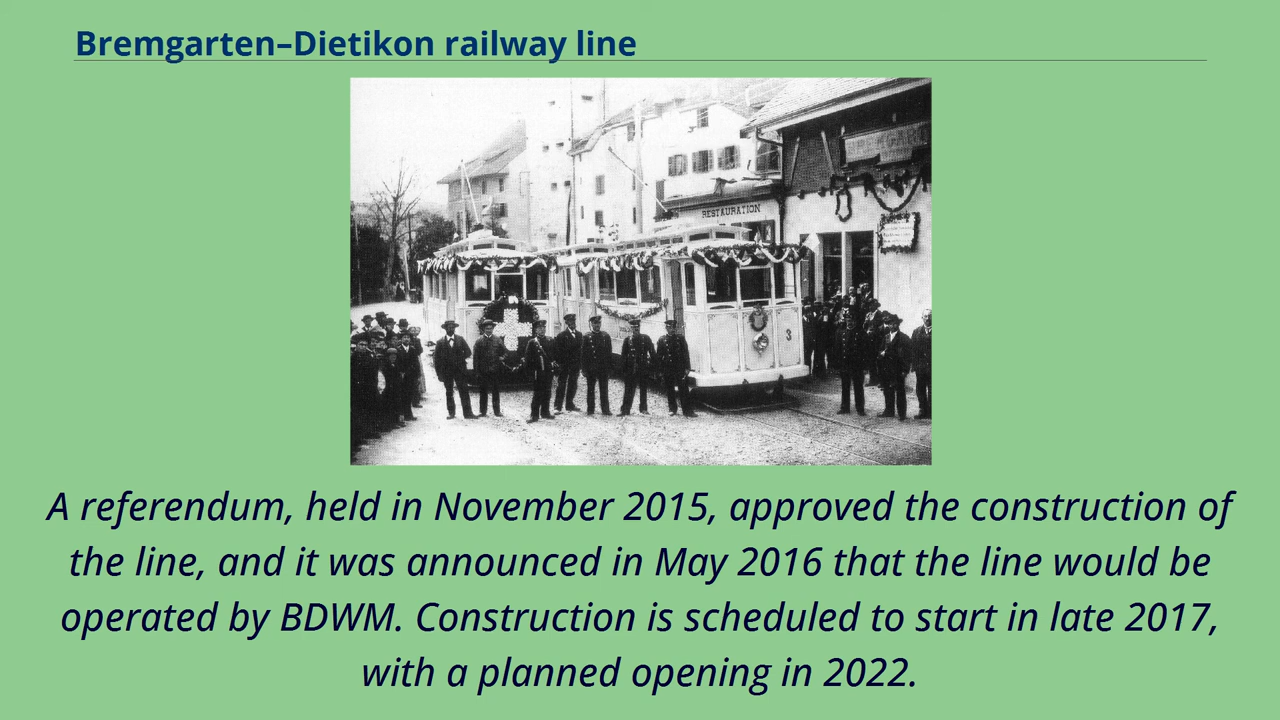 Bremgarten–Dietikon railway line
RESTAURATION
3
A referendum, held in November 2015, approved the construction of
the line, and it was announced in May 2016 that the line would be
operated by BDWM. Construction is scheduled to start in late 2017,
with a planned opening in 2022.